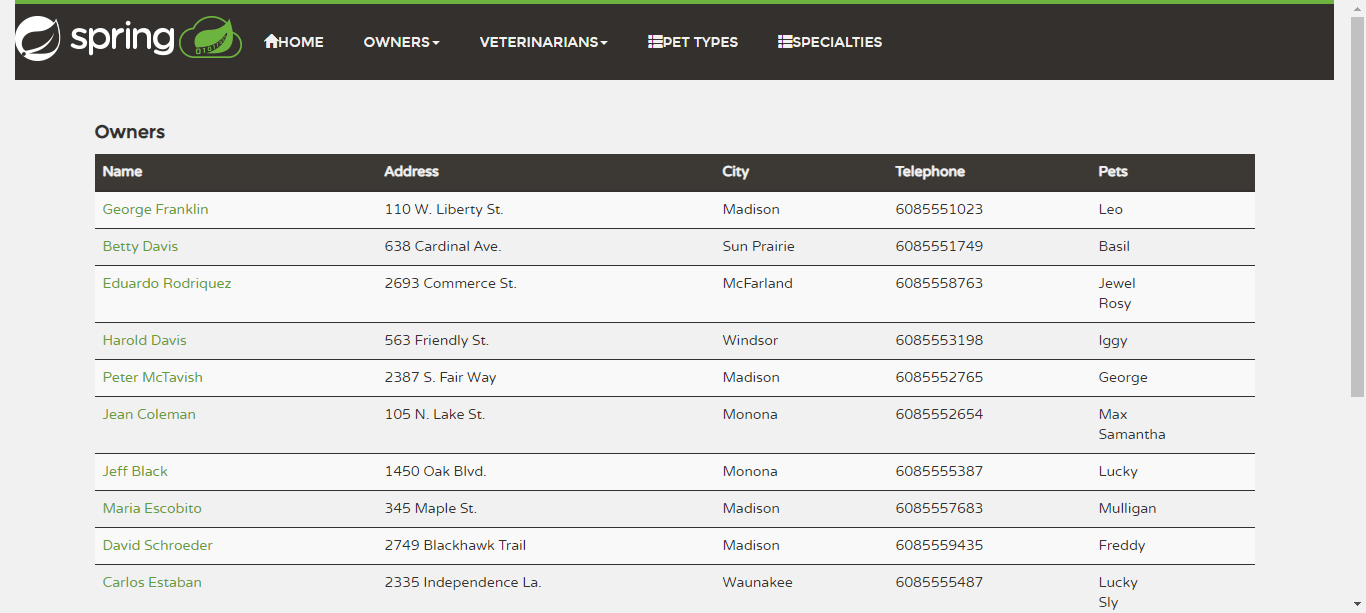 spring HOME OWNERS VETERINARIANS PET TYPES SPECIALTIES
Owners
Name Address City Telephone Pets
George Franklin 110 W. Liberty St. Madison 6085551023 Leo
Betty Davis 638 Cardinal Ave. Sun Prairie 6085551749 Basil
Eduardo Rodriquez 2693 Commerce St. McFarland 6085558763 Jewel
Rosy
Harold Davis 563 Friendly St. Windsor 6085553198 Iggy
Peter McTavish 2387 S. Fair Way Madison 6085552765 George
Jean Coleman 105 N. Lake St. Monona 6085552654 Max
Samantha
Jeff Black 1450 Oak Blvd. Monona 6085555387 Lucky
Maria Escobito 345 Maple St. Madison 6085557683 Mulligan
David Schroeder 2749 Blackhawk Trail Madison 6085559435 Freddy
Carlos Estaban 2335 Independence La. Waunakee 6085555487 Lucky
Sly